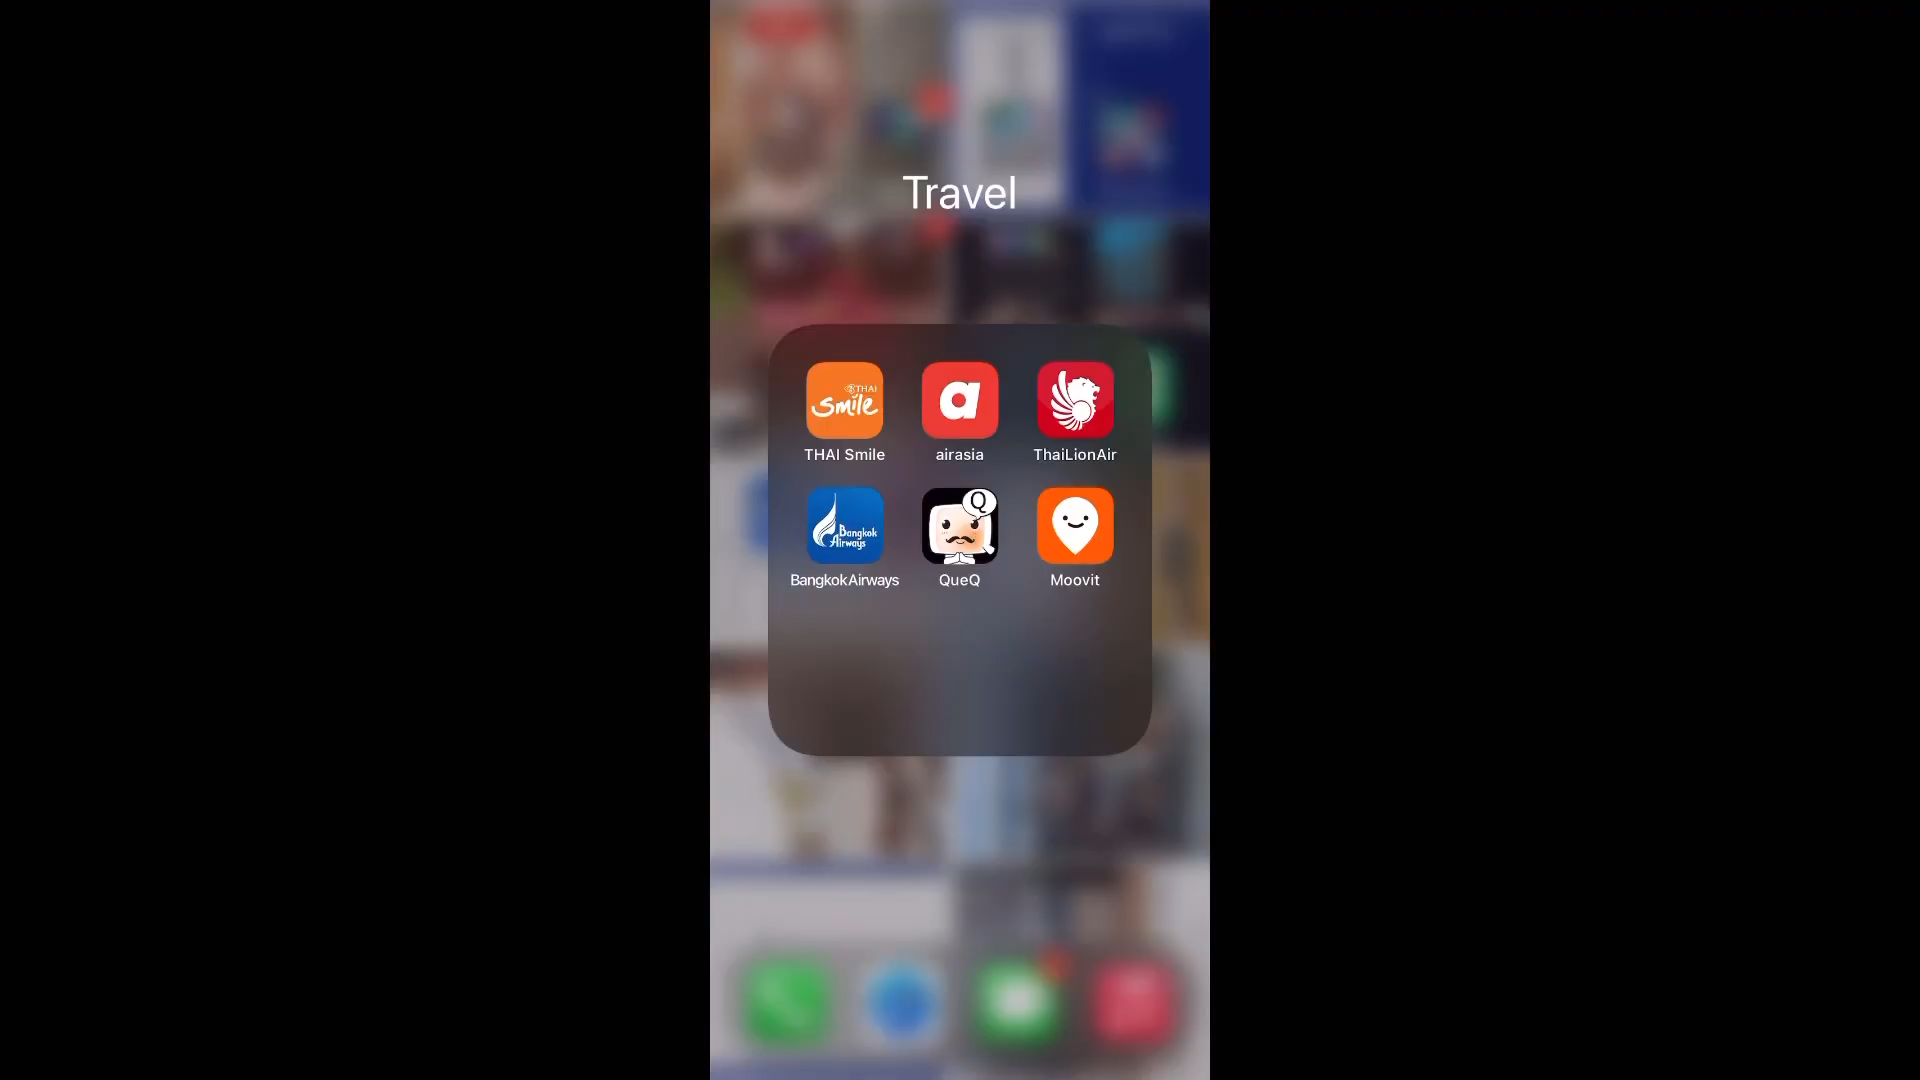 Travel
THAI
Smile
a
THAI Smile
airasia
ThaiLionAir
Bangkok
Airways
Q
BangkokAirways
QueQ
Moovit